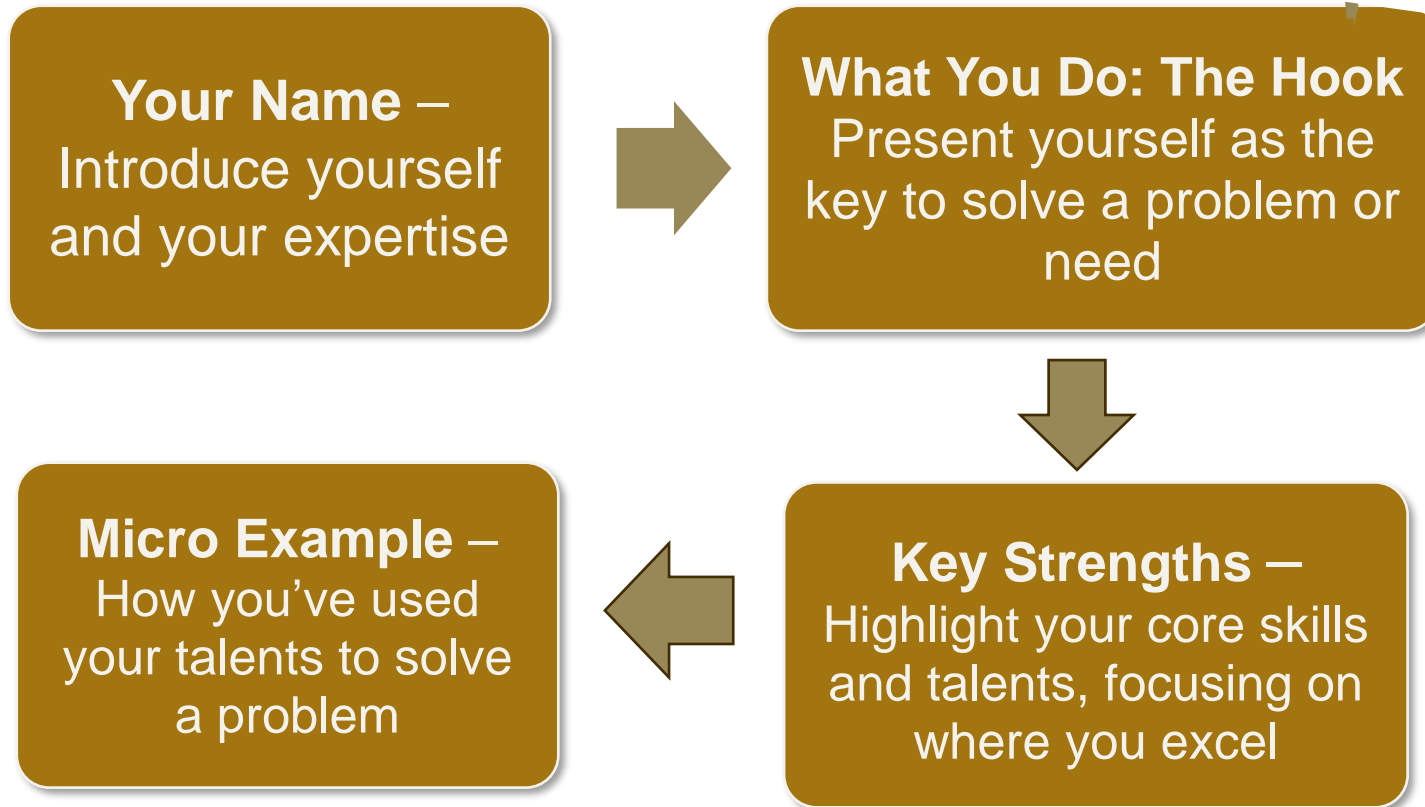 Your Name –
Introduce yourself
and your expertise
What You Do: The Hook
Present yourself as the
key to solve a problem or
need
Key Strengths –
Highlight your core skills
and talents, focusing on
where you excel
Micro Example –
How you’ve used
your talents to solve
a problem